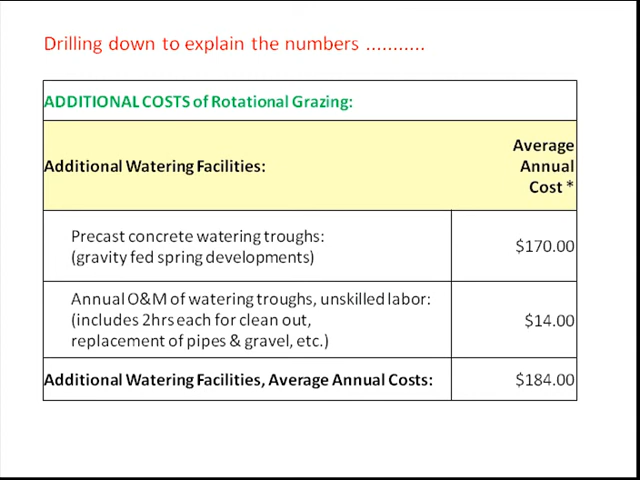 Drilling down to explain the numbers ...........
ADDITIONAL COSTS of Rotational Grazing:
Additional Watering Facilities:
Average
Annual
Cost *
Precast concrete watering troughs:
(gravity fed spring developments)
$170.00
Annual O&M of watering troughs, unskilled labor:
(includes 2hrs each for clean out,
replacement of pipes & gravel, etc.)
$14.00
Additional Watering Facilities, Average Annual Costs:
$184.00